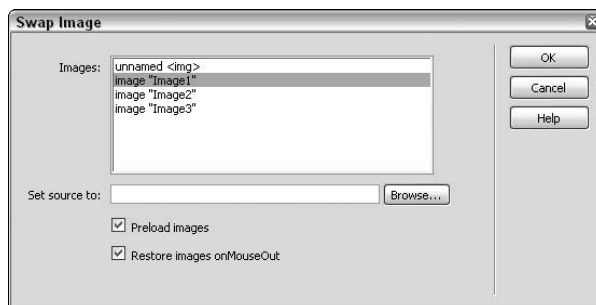 Swap Image
Images:
unnamed <img>
image "Image1"
image "Image2"
image "Image3"
Set source to:
Browse...
Preload images
Restore images onMouseOut
OK
Cancel
Help